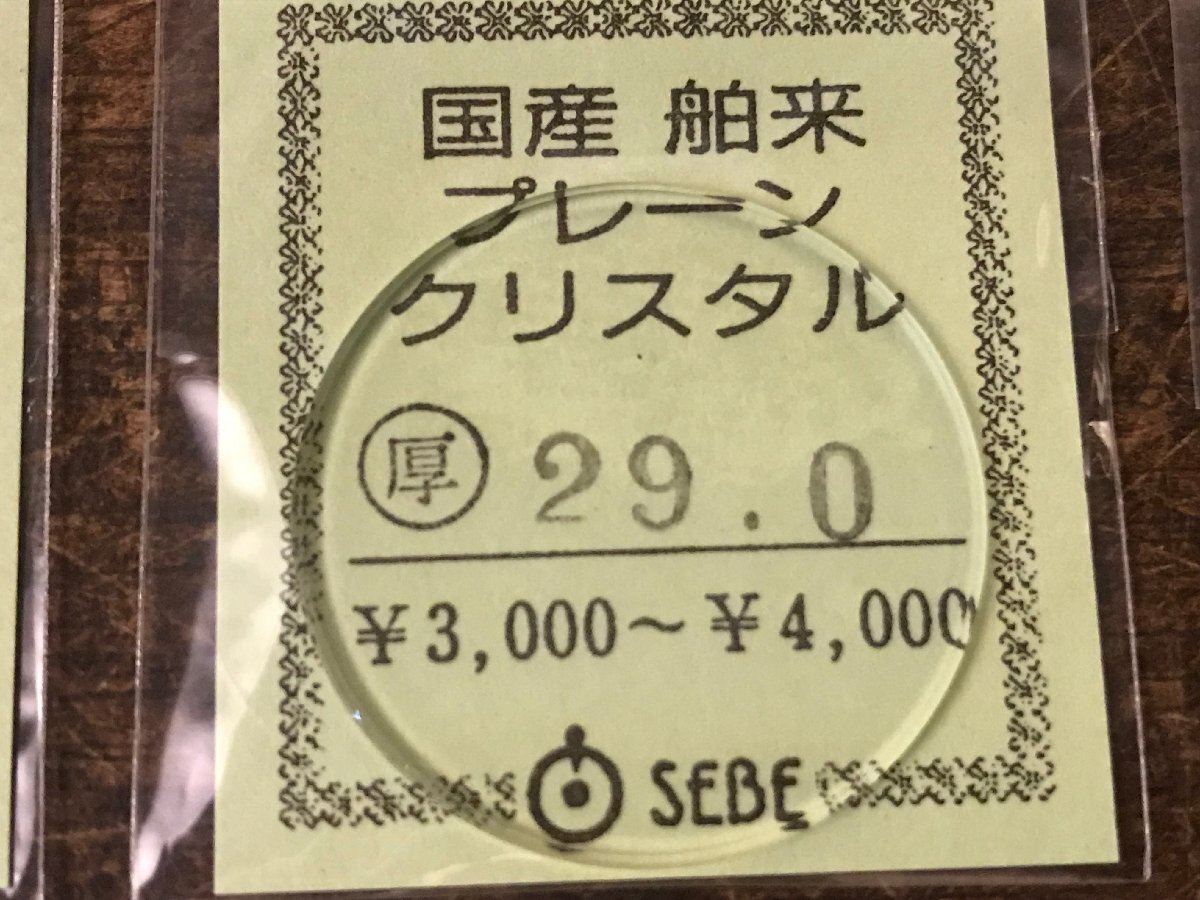 国産 舶来
プレーン
クリスタル
厚 29.0
¥3,000~¥4,000
SEBE